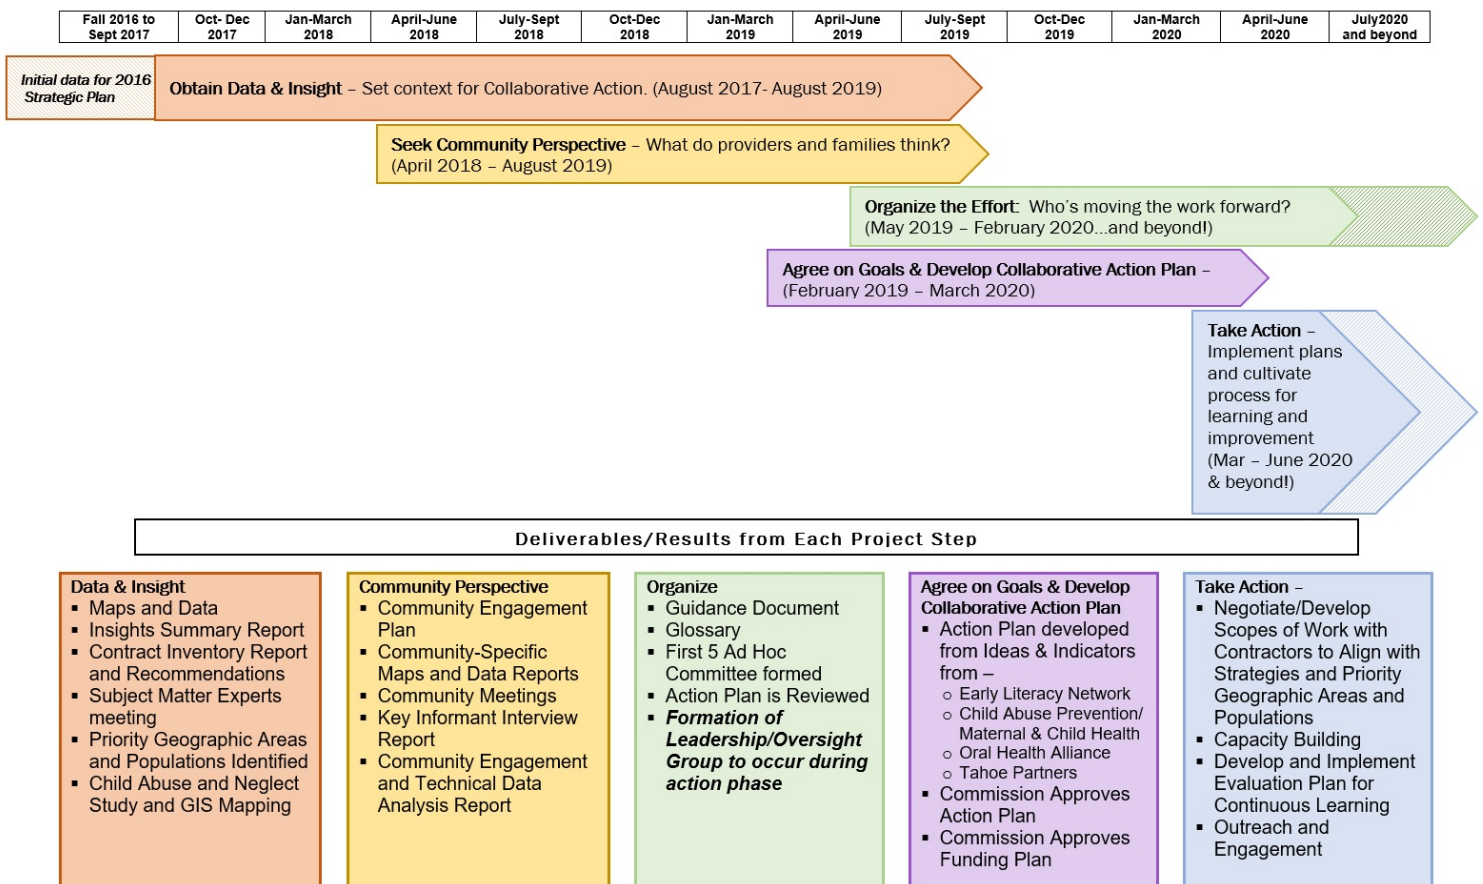 Fall 2016 to
Sept 2017
Oct- Dec
2017
Jan-March
2018
April-June
2018
July-Sept
2018
Oct-Dec
2018
Jan-March
2019
April-June
2019
July-Sept
2019
Oct-Dec
2019
Jan-March
2020
April-June
2020
July2020
and beyond
Initial data for 2016
Strategic Plan
Obtain Data & Insight – Set context for Collaborative Action. (August 2017- August 2019)
Seek Community Perspective – What do providers and families think?
(April 2018 – August 2019)
Organize the Effort:  Who's moving the work forward?
(May 2019 – February 2020...and beyond!)
Agree on Goals & Develop Collaborative Action Plan –
(February 2019 – March 2020)
Take Action –
Implement plans
and cultivate
process for
learning and
improvement
(Mar – June 2020
& beyond!)
Deliverables/Results from Each Project Step
Data & Insight
▪ Maps and Data
▪ Insights Summary Report
▪ Contract Inventory Report
and Recommendations
▪ Subject Matter Experts
meeting
▪ Priority Geographic Areas
and Populations Identified
▪ Child Abuse and Neglect
Study and GIS Mapping
Community Perspective
▪ Community Engagement
Plan
▪ Community-Specific
Maps and Data Reports
▪ Community Meetings
▪ Key Informant Interview
Report
▪ Community Engagement
and Technical Data
Analysis Report
Organize
▪ Guidance Document
▪ Glossary
▪ First 5 Ad Hoc
Committee formed
▪ Action Plan is Reviewed
▪ Formation of
Leadership/Oversight
Group to occur during
action phase
Agree on Goals & Develop
Collaborative Action Plan
▪ Action Plan developed
from Ideas & Indicators
from –
o Early Literacy Network
o Child Abuse Prevention/
Maternal & Child Health
o Oral Health Alliance
o Tahoe Partners
▪ Commission Approves
Action Plan
▪ Commission Approves
Funding Plan
Take Action –
▪ Negotiate/Develop
Scopes of Work with
Contractors to Align with
Strategies and Priority
Geographic Areas and
Populations
▪ Capacity Building
▪ Develop and Implement
Evaluation Plan for
Continuous Learning
▪ Outreach and
Engagement